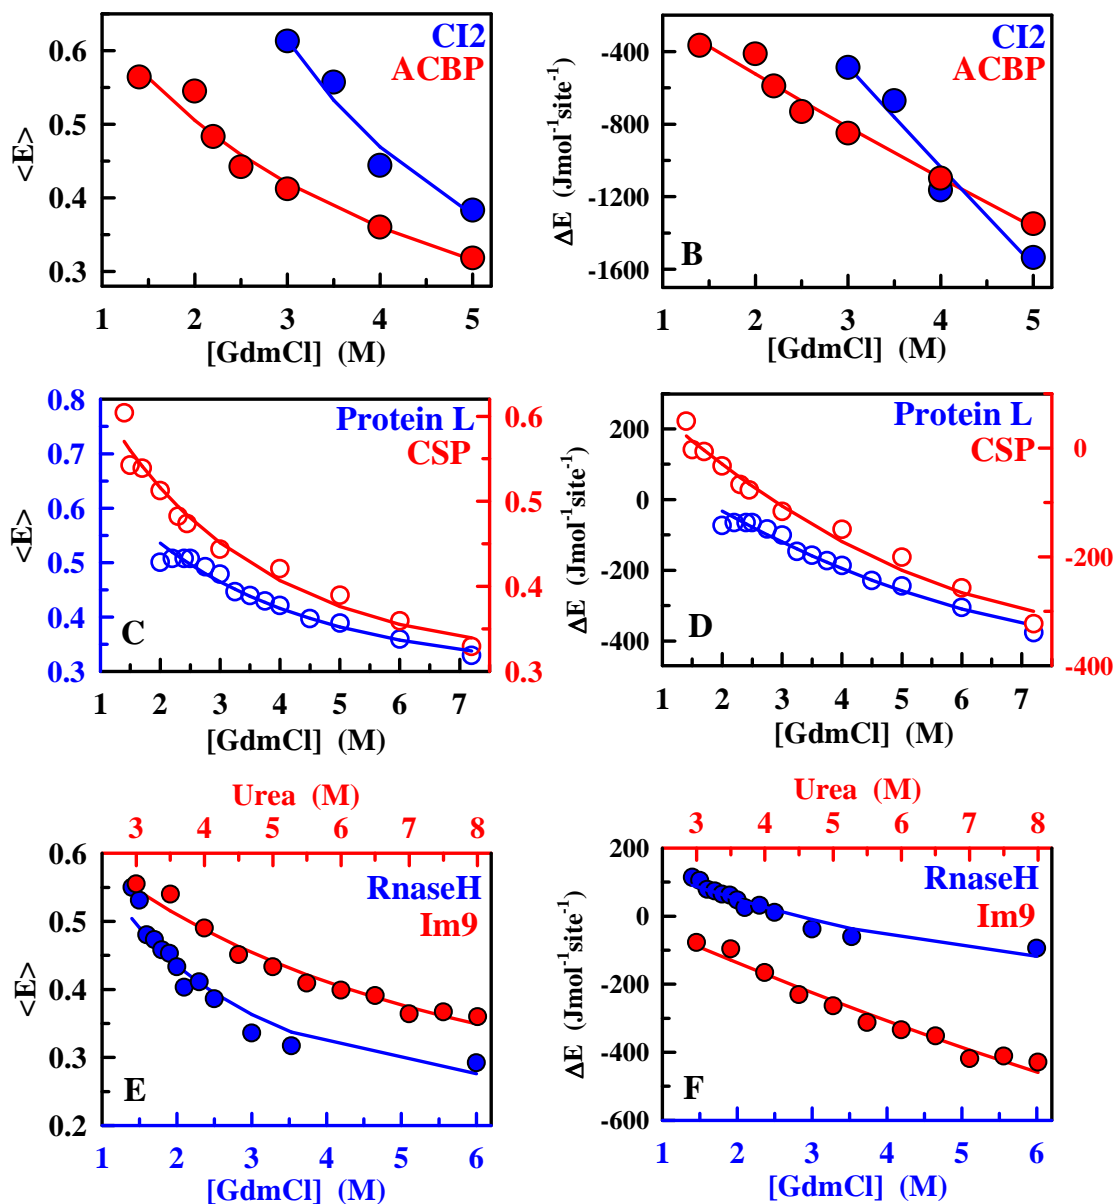 CI2
ACBP
<E>
0.6
0.5
0.4
0.3
1 2 3 4 5
[GdmCl] (M)
CI2
ACBP
ΔE (Jmol⁻¹site⁻¹)
-400
-800
-1200
-1600
B
1 2 3 4 5
[GdmCl] (M)
Protein L
CSP
<E>
0.8
0.7
0.6
0.5
0.4
0.3
0.6
0.5
0.4
0.3
C
1 2 3 4 5 6 7
[GdmCl] (M)
Protein L
CSP
ΔE (Jmol⁻¹site⁻¹)
200
0
-200
-400
0
-200
-400
D
1 2 3 4 5 6 7
[GdmCl] (M)
Urea (M)
3 4 5 6 7 8
RnaseH
Im9
<E>
0.6
0.5
0.4
0.3
0.2
E
1 2 3 4 5 6
[GdmCl] (M)
Urea (M)
3 4 5 6 7 8
RnaseH
Im9
ΔE (Jmol⁻¹site⁻¹)
200
0
-200
-400
-600
F
1 2 3 4 5 6
[GdmCl] (M)